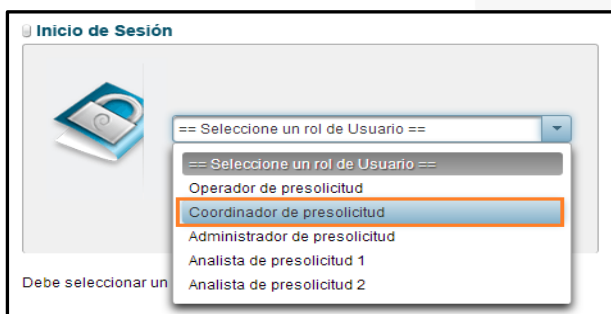 Inicio de Sesión
== Seleccione un rol de Usuario ==
== Seleccione un rol de Usuario ==
Operador de presolicitud
Coordinador de presolicitud
Administrador de presolicitud
Analista de presolicitud 1
Debe seleccionar un
Analista de presolicitud 2